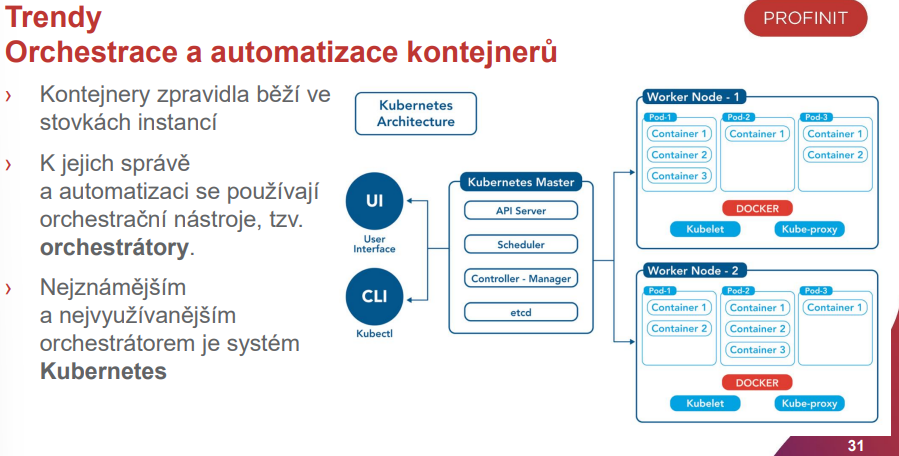 Trendy
Orchestrace a automatizace kontejnerů
PROFINIT
› Kontejnery zpravidla běží ve
stovkách instancí
› K jejich správě
a automatizaci se používají
orchestrační nástroje, tzv.
orchestrátory.
› Nejznámějším
a nejvyužívanějším
orchestrátorem je systém
Kubernetes
Kubernetes
Architecture
UI
User
Interface
CLI
Kubectl
Kubernetes Master
API Server
Scheduler
Controller - Manager
etcd
Worker Node - 1
Pod-1
Container 1
Container 2
Container 3
Pod-2
Container 1
Pod-3
Container 1
Container 2
DOCKER
Kubelet
Kube-proxy
Worker Node - 2
Pod-1
Container 1
Container 2
Pod-2
Container 1
Container 2
Container 3
Pod-3
Container 1
DOCKER
Kubelet
Kube-proxy
31